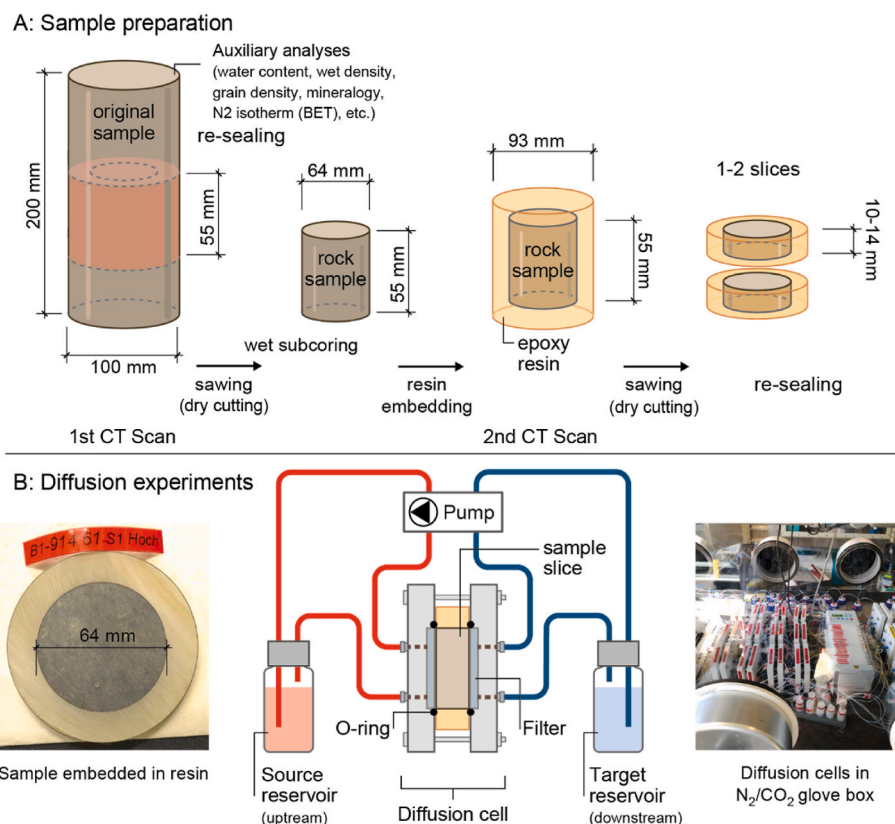 A: Sample preparation
Auxiliary analyses
(water content, wet density,
grain density, mineralogy,
N2 isotherm (BET), etc.)
re-sealing
original
sample
200 mm
55 mm
100 mm
64 mm
rock
sample
55 mm
wet subcoring
93 mm
rock
sample
55 mm
epoxy
resin
1-2 slices
10-14 mm
sawing
(dry cutting)
resin
embedding
sawing
(dry cutting)
re-sealing
1st CT Scan
2nd CT Scan
B: Diffusion experiments
B1-914.61-S1 Hoch
64 mm
Sample embedded in resin
Pump
sample
slice
O-ring
Filter
Source
reservoir
(uptream)
Diffusion cell
Target
reservoir
(downstream)
Diffusion cells in
N₂/CO₂ glove box